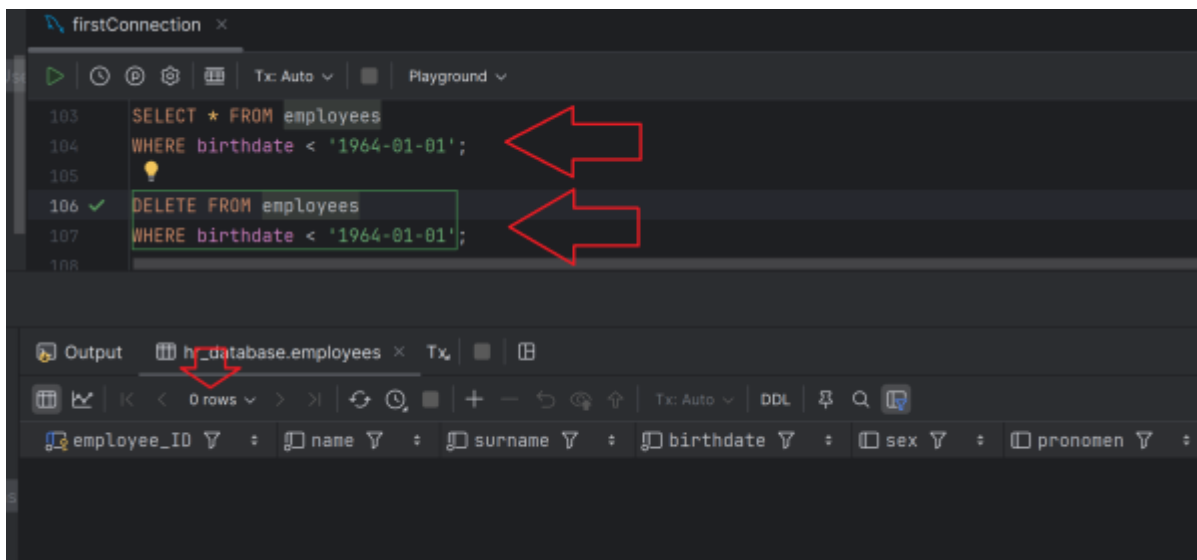 firstConnection
Tx: Auto
Playground
103 SELECT * FROM employees
104 WHERE birthdate < '1964-01-01';
105
106 DELETE FROM employees
107 WHERE birthdate < '1964-01-01';
108
Output hr_database.employees Tx
0 rows Tx: Auto DDL
employee_ID name surname birthdate sex pronomen